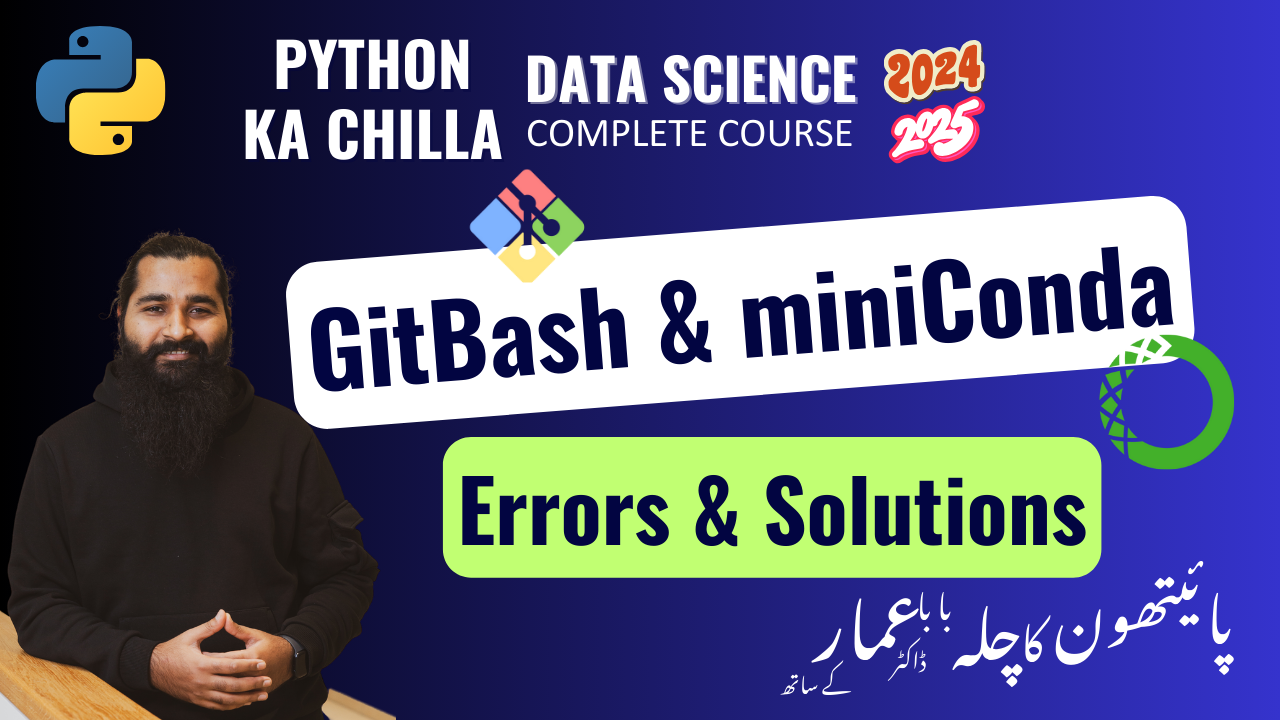 PYTHON
KA CHILLA
DATA SCIENCE
COMPLETE COURSE
2024
2025
GitBash & miniConda
Errors & Solutions
پائیتھون کا چلہ بابا عمار
ڈاکٹر
کے ساتھ